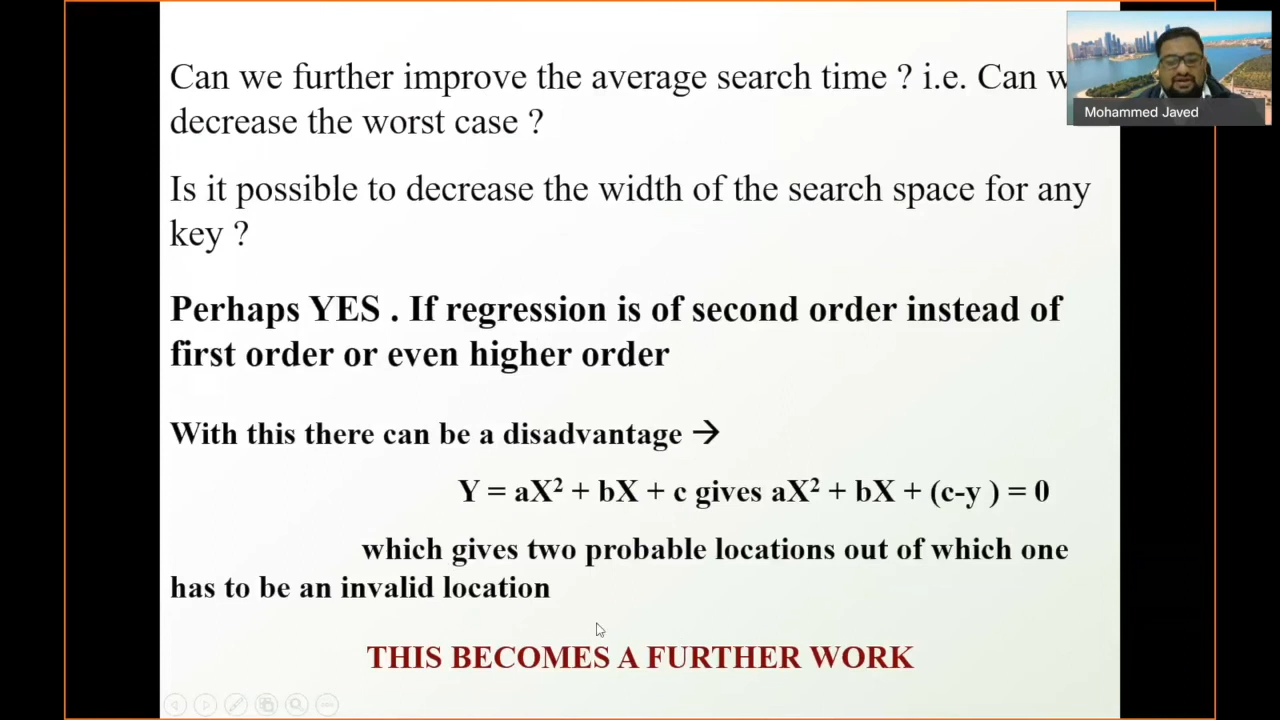 Can we further improve the average search time ? i.e. Can w
decrease the worst case ?
Is it possible to decrease the width of the search space for any
key ?
Perhaps YES . If regression is of second order instead of
first order or even higher order
With this there can be a disadvantage →
Y = aX² + bX + c gives aX² + bX + (c-y ) = 0
which gives two probable locations out of which one
has to be an invalid location
THIS BECOMES A FURTHER WORK
Mohammed Javed